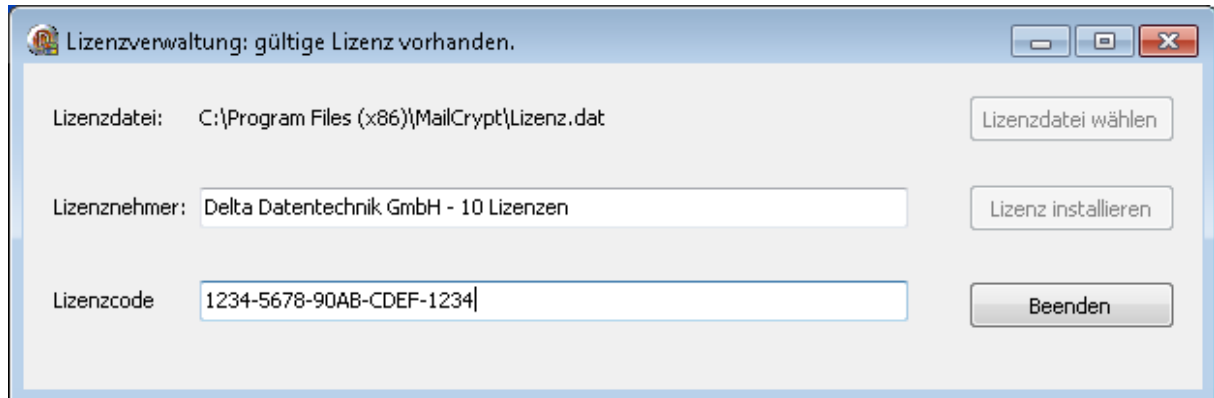 Lizenzverwaltung: gültige Lizenz vorhanden.
Lizenzdatei: C:\Program Files (x86)\MailCrypt\Lizenz.dat Lizenzdatei wählen
Lizenznehmer: Delta Datentechnik GmbH - 10 Lizenzen Lizenz installieren
Lizenzcode 1234-5678-90AB-CDEF-1234 Beenden